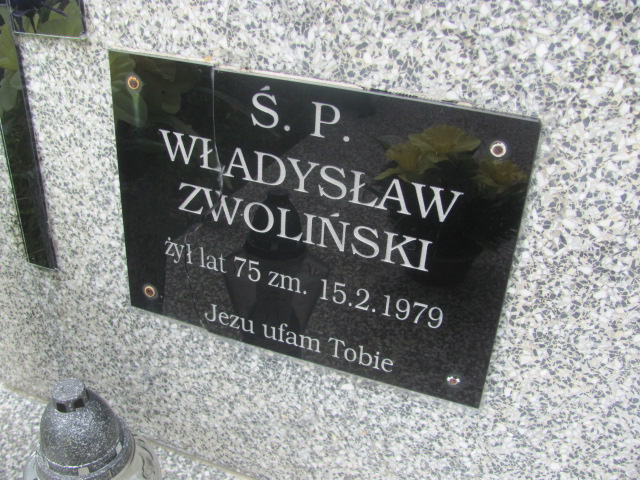 Ś. P.
WŁADYSŁAW
ZWOLIŃSKI
żył lat 75 zm. 15.2.1979
Jezu ufam Tobie